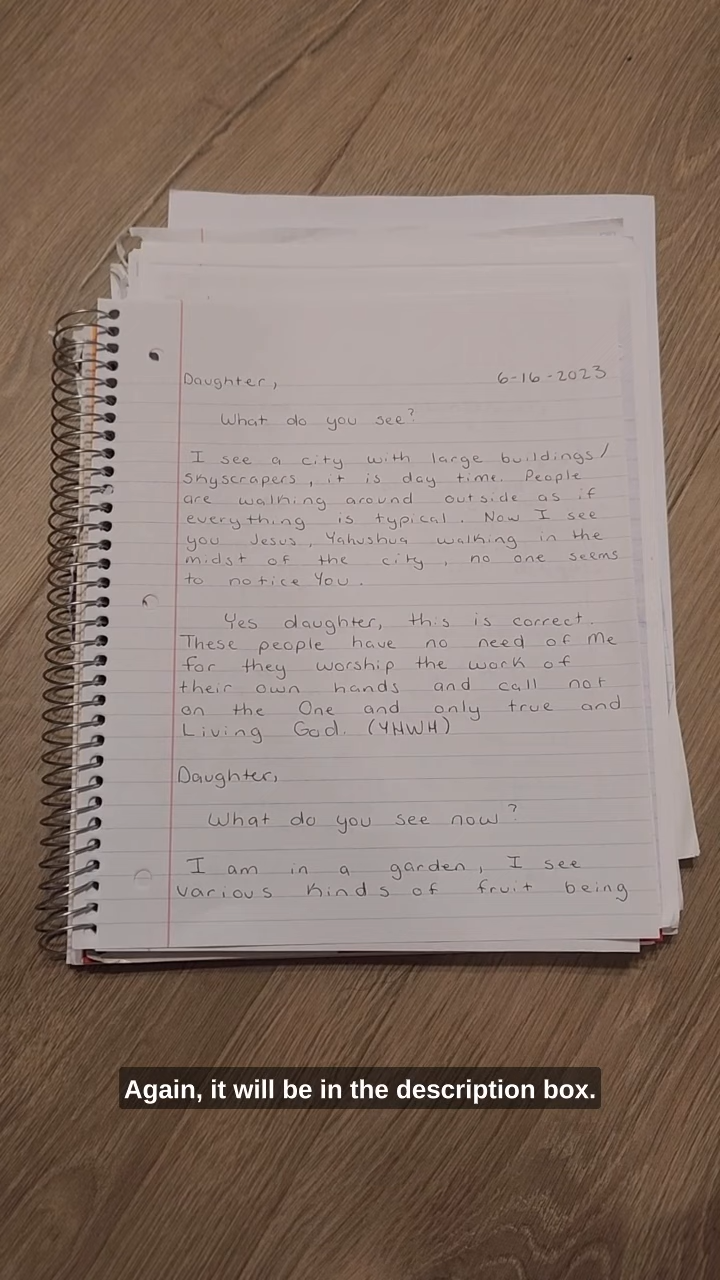 Daughter, 6-16-2023
What do you see?
I see a city with large buildings/
skyscrapers, it is day time. People
are walking around outside as if
everything is typical. Now I see
you Jesus, Yahushua walking in the
midst of the city, no one seems
to notice You.
Yes daughter, this is correct.
These people have no need of Me
for they worship the work of
their own hands and call not
on the One and only true and
Living God. (YHWH)
Daughter,
What do you see now?
I am in a garden, I see
various kinds of fruit being
Again, it will be in the description box.